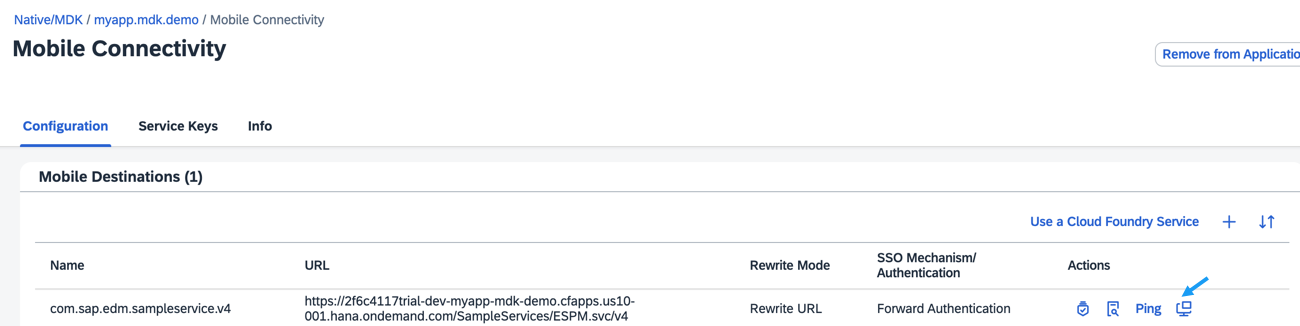 Native/MDK / myapp.mdk.demo / Mobile Connectivity
Mobile Connectivity
Remove from Applicatio
Configuration Service Keys Info
Mobile Destinations (1)
Use a Cloud Foundry Service
Name URL Rewrite Mode SSO Mechanism/ Actions
Authentication
com.sap.edm.sampleservice.v4 https://2f6c4117trial-dev-myapp-mdk-demo.cfapps.us10- Rewrite URL Forward Authentication Ping
001.hana.ondemand.com/SampleServices/ESPM.svc/v4